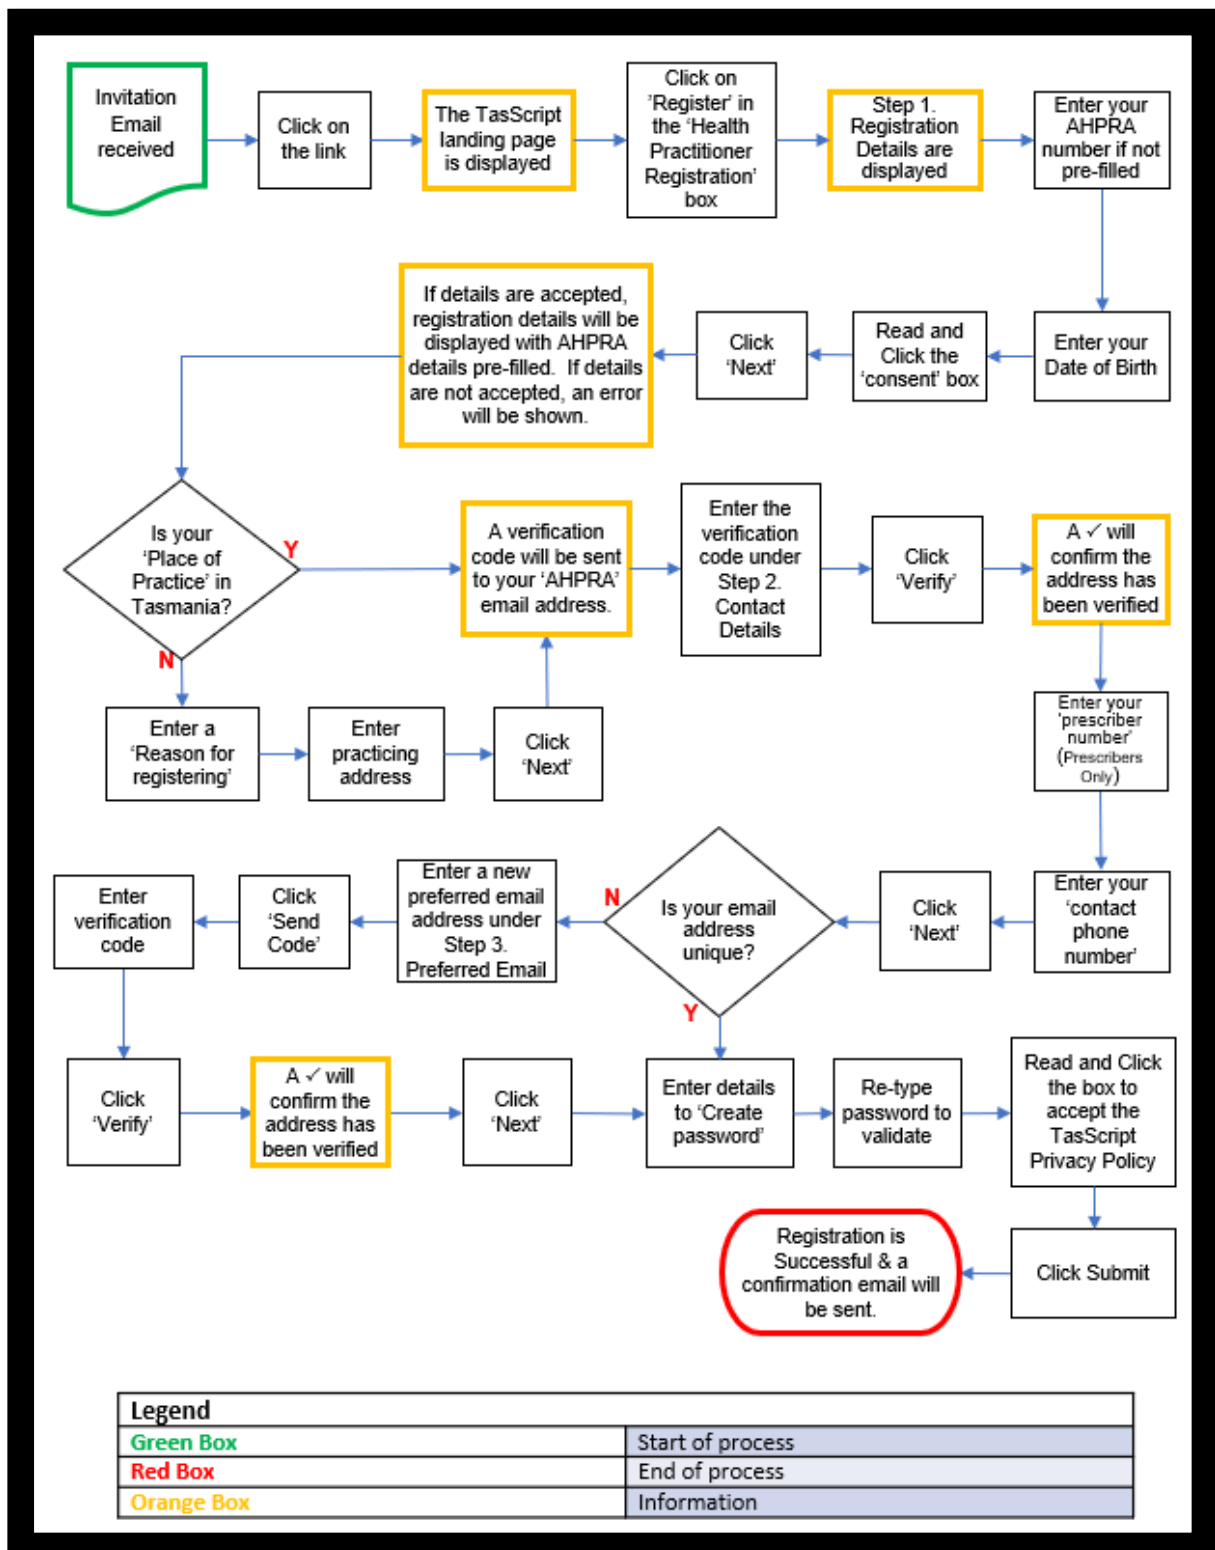 Invitation
Email
received
Click on
the link
The TasScript
landing page
is displayed
Click on
'Register' in
the 'Health
Practitioner
Registration'
box
Step 1.
Registration
Details are
displayed
Enter your
AHPRA
number if not
pre-filled
Enter your
Date of Birth
Read and
Click the
'consent' box
Click
'Next'
If details are accepted,
registration details will be
displayed with AHPRA
details pre-filled. If details
are not accepted, an error
will be shown.
Is your
'Place of
Practice' in
Tasmania?
Y
N
Enter a
'Reason for
registering'
Enter
practicing
address
Click
'Next'
A verification
code will be sent
to your 'AHPRA'
email address.
Enter the
verification
code under
Step 2.
Contact
Details
Click
'Verify'
A ✓ will
confirm the
address has
been verified
Enter your
'prescriber
number'
(Prescribers
Only)
Enter your
'contact
phone
number'
Click
'Next'
Is your email
address
unique?
N
Y
Enter a new
preferred email
address under
Step 3.
Preferred Email
Click
'Send
Code'
Enter
verification
code
Click
'Verify'
A ✓ will
confirm the
address has
been verified
Click
'Next'
Enter details
to 'Create
password'
Re-type
password to
validate
Read and Click
the box to
accept the
TasScript
Privacy Policy
Click Submit
Registration is
Successful & a
confirmation email will
be sent.
Legend
Green Box Start of process
Red Box End of process
Orange Box Information